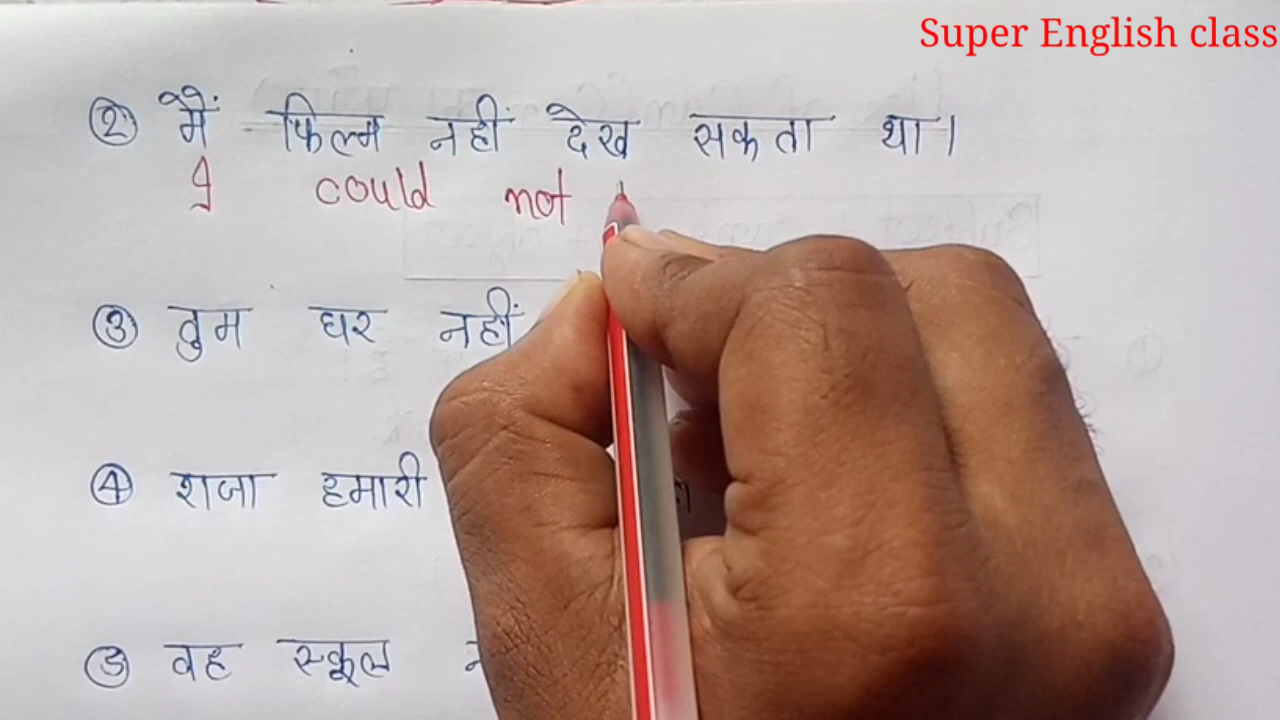 Super English class
② मैं फिल्म नहीं देख सकता था।
I could not
③ तुम घर नहीं
④ राजा हमारी
⑤ वह स्कूल